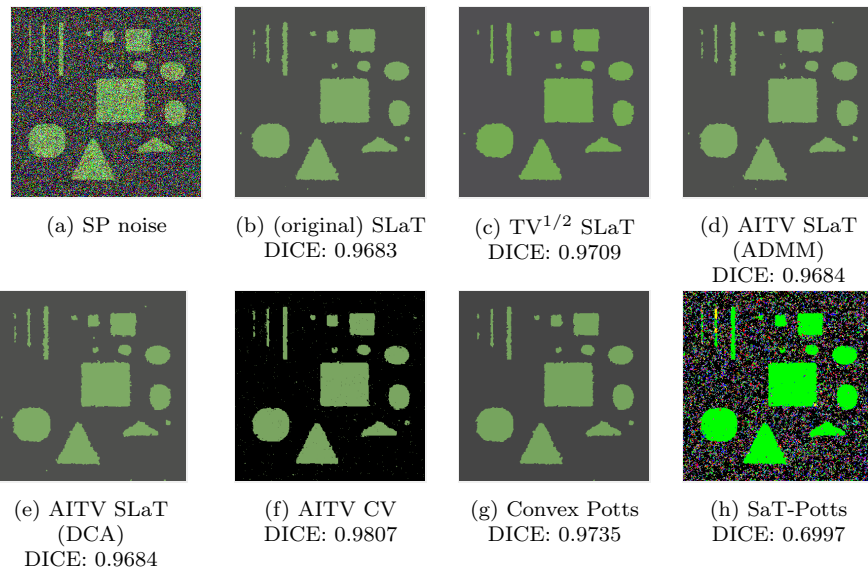 (a) SP noise
(b) (original) SLaT
DICE: 0.9683
(c) TV^{1/2} SLaT
DICE: 0.9709
(d) AITV SLaT
(ADMM)
DICE: 0.9684
(e) AITV SLaT
(DCA)
DICE: 0.9684
(f) AITV CV
DICE: 0.9807
(g) Convex Potts
DICE: 0.9735
(h) SaT-Potts
DICE: 0.6997